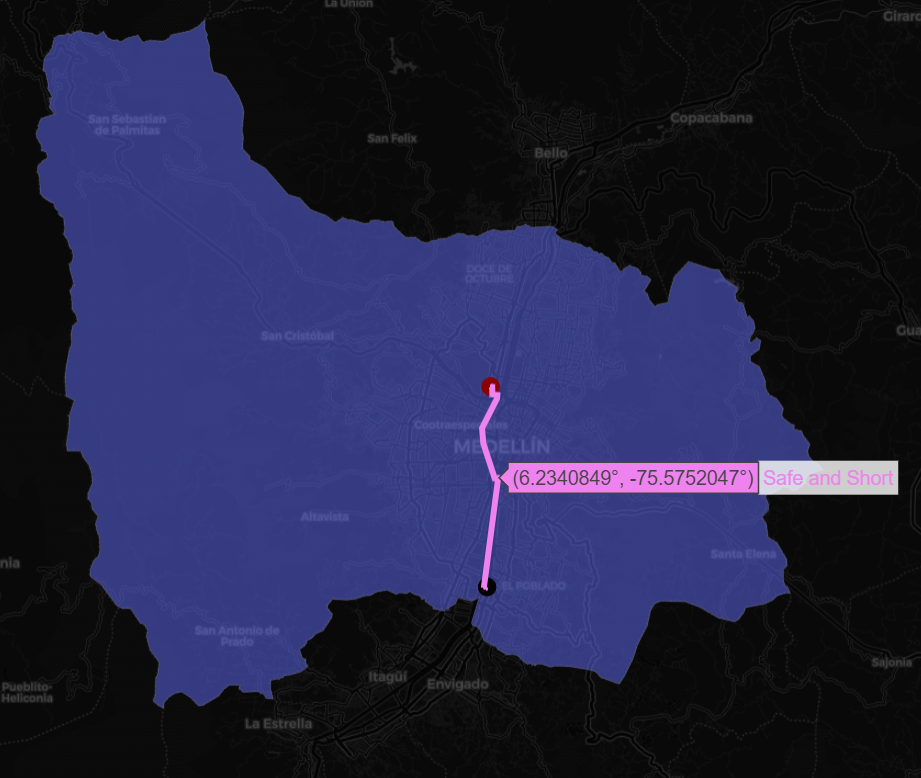 La Union
Girardo
San Sebastian
de Palmitas
Copacabana
San Felix
Bello
DOCE DE
OCTUBRE
San Cristóbal
Gua
MEDELLÍN
(6.2340849°, -75.5752047°)
Safe and Short
Altavista
Santa Elena
nia
EL POBLADO
San Antonio de
Prado
Sajonia
Itagüí
Envigado
Pueblito-
Heliconia
La Estrella